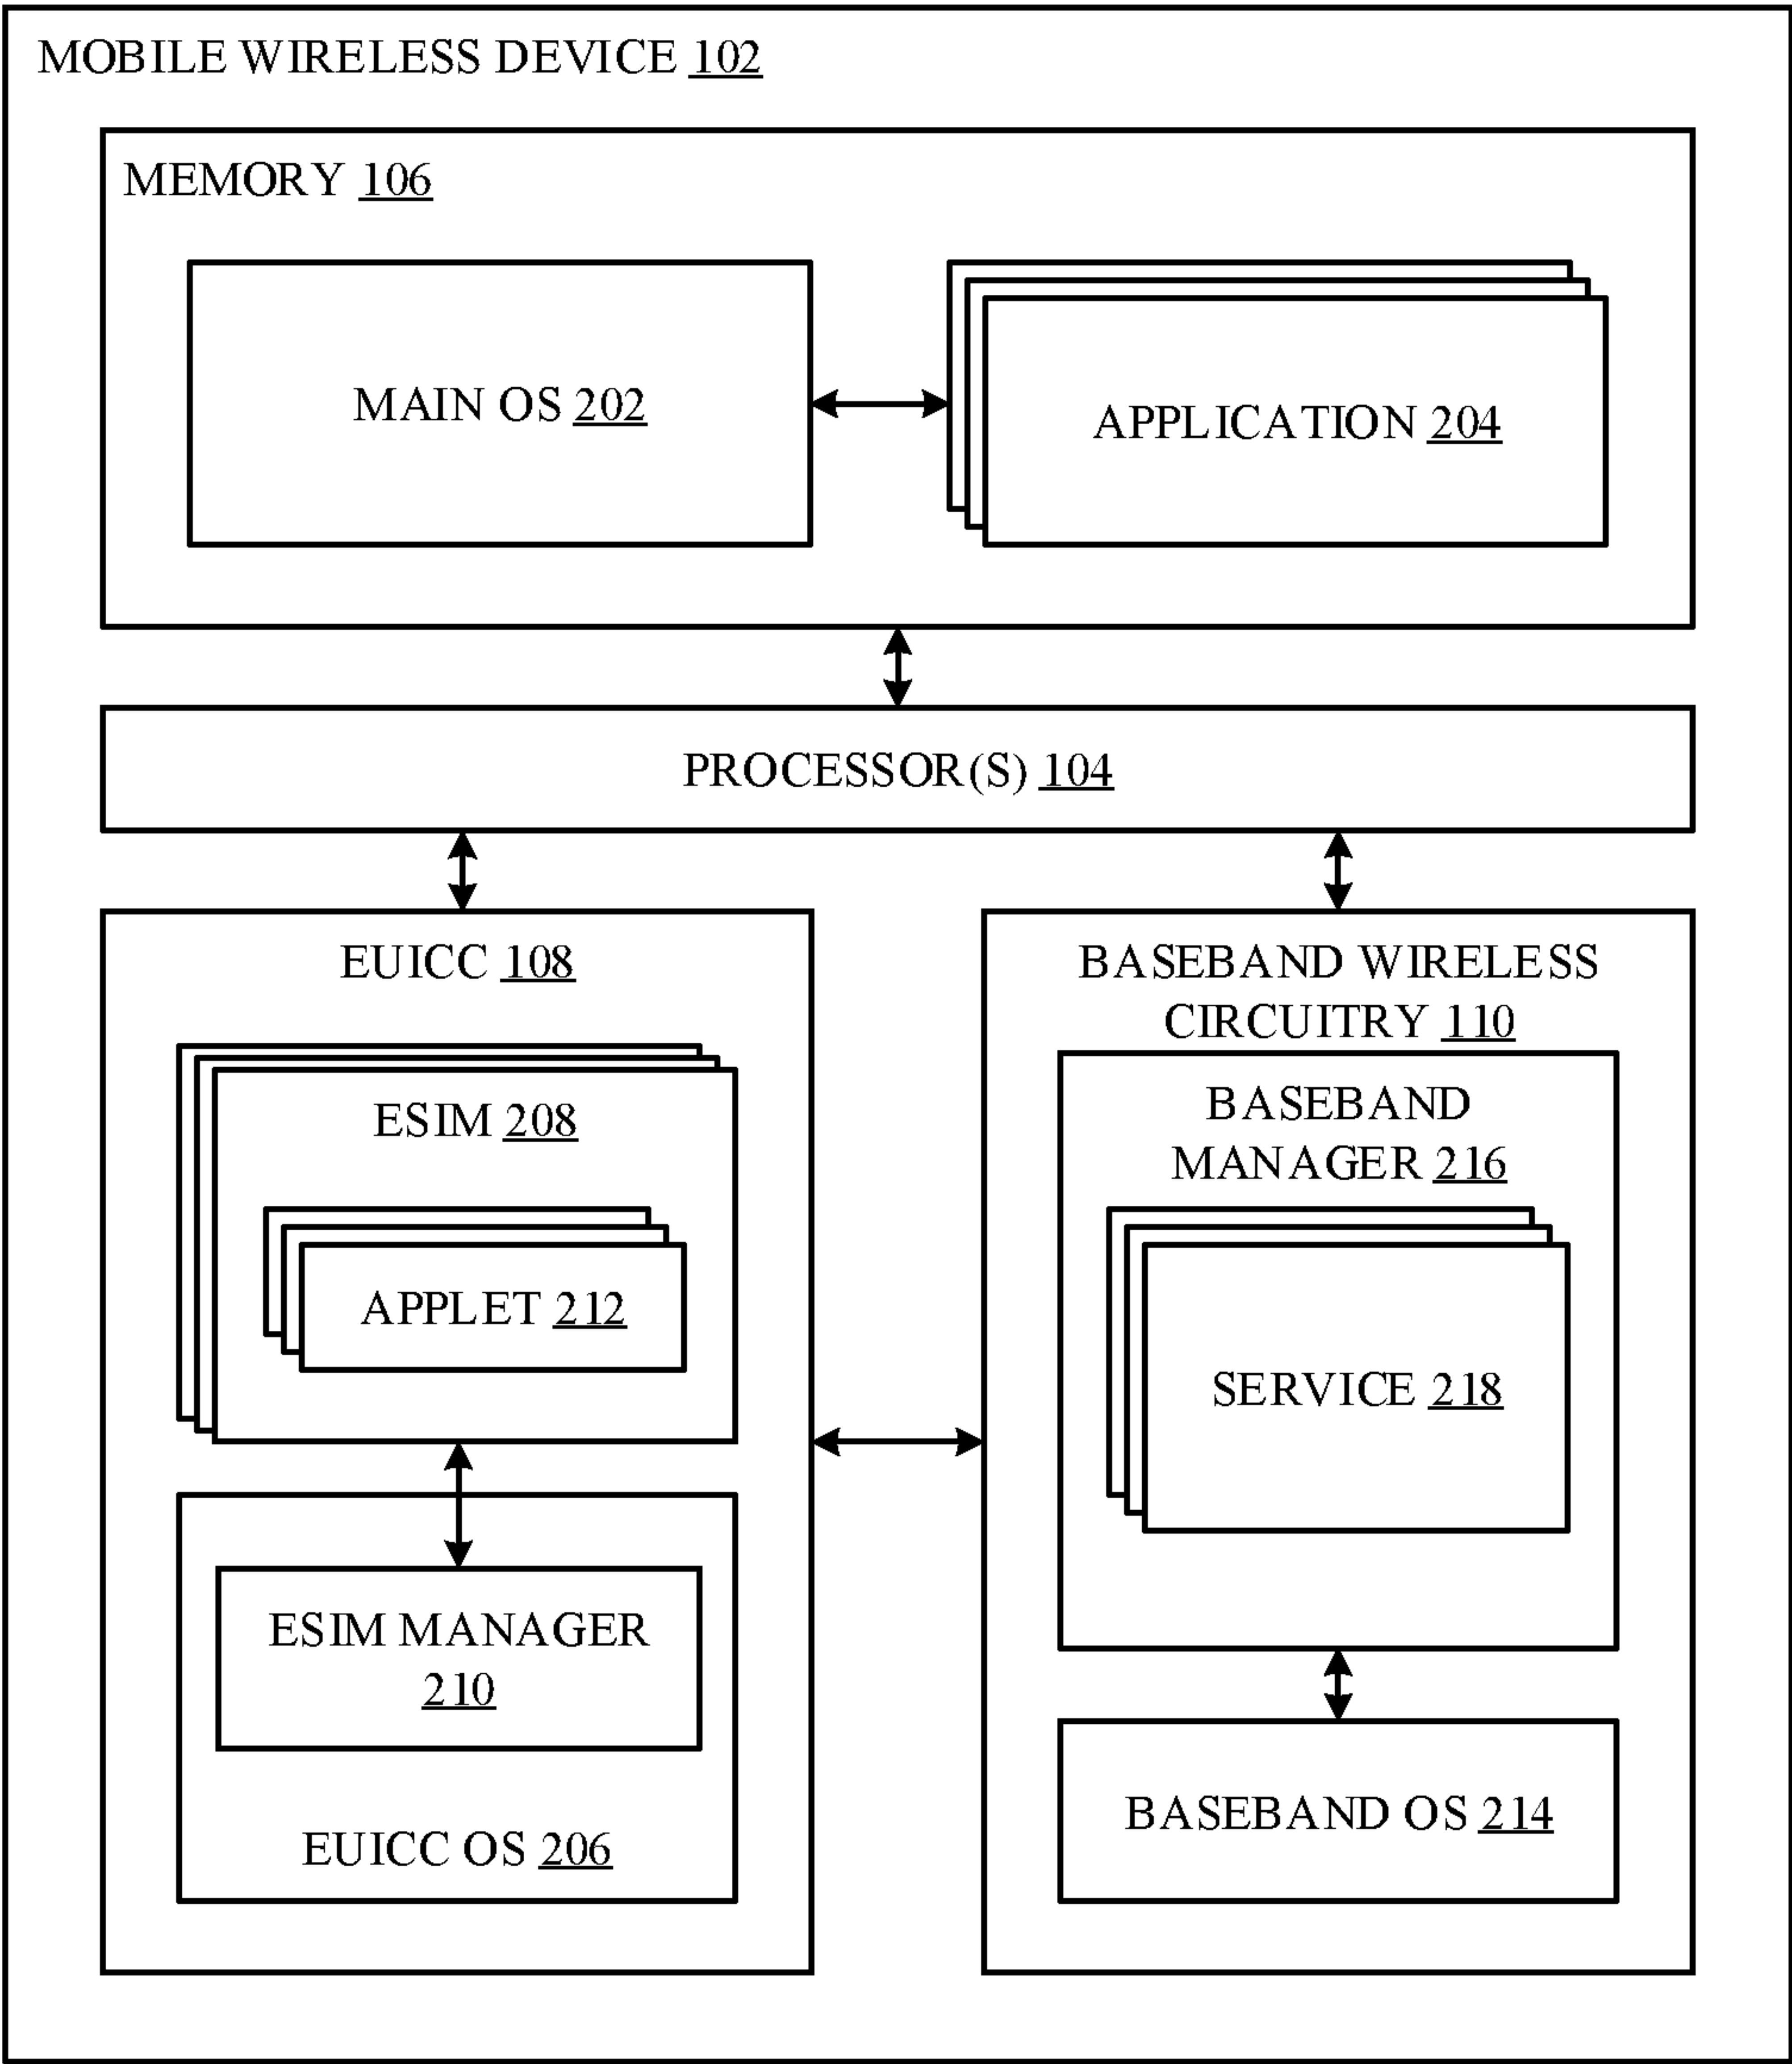 MOBILE WIRELESS DEVICE 102
MEMORY 106
MAIN OS 202
APPLICATION 204
PROCESSOR(S) 104
EUICC 108
ESIM 208
APPLET 212
ESIM MANAGER
210
EUICC OS 206
BASEBAND WIRELESS
CIRCUITRY 110
BASEBAND
MANAGER 216
SERVICE 218
BASEBAND OS 214